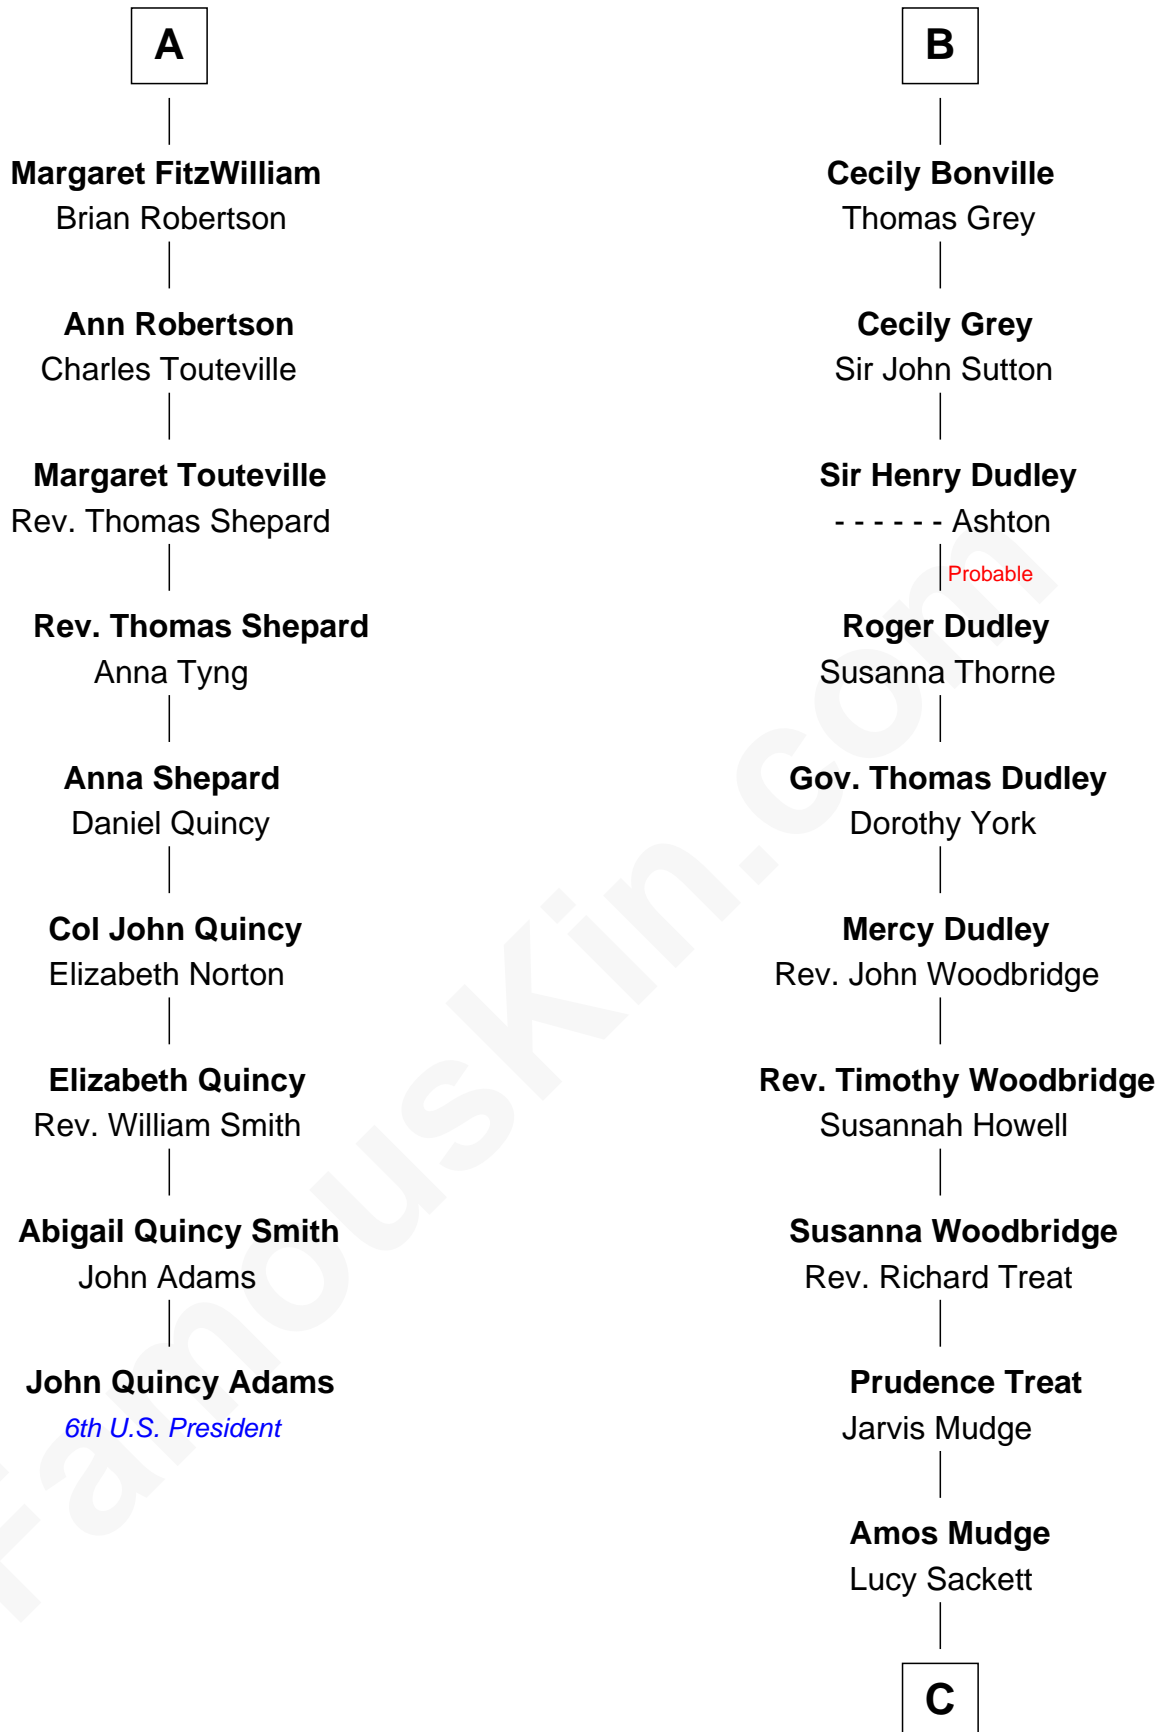 A
Margaret FitzWilliam
Brian Robertson
Ann Robertson
Charles Touteville
Margaret Touteville
Rev. Thomas Shepard
Rev. Thomas Shepard
Anna Tyng
Anna Shepard
Daniel Quincy
Col John Quincy
Elizabeth Norton
Elizabeth Quincy
Rev. William Smith
Abigail Quincy Smith
John Adams
John Quincy Adams
6th U.S. President
B
Cecily Bonville
Thomas Grey
Cecily Grey
Sir John Sutton
Sir Henry Dudley
- - - - - - Ashton
Probable
Roger Dudley
Susanna Thorne
Gov. Thomas Dudley
Dorothy York
Mercy Dudley
Rev. John Woodbridge
Rev. Timothy Woodbridge
Susannah Howell
Susanna Woodbridge
Rev. Richard Treat
Prudence Treat
Jarvis Mudge
Amos Mudge
Lucy Sackett
C
FamousKin.com